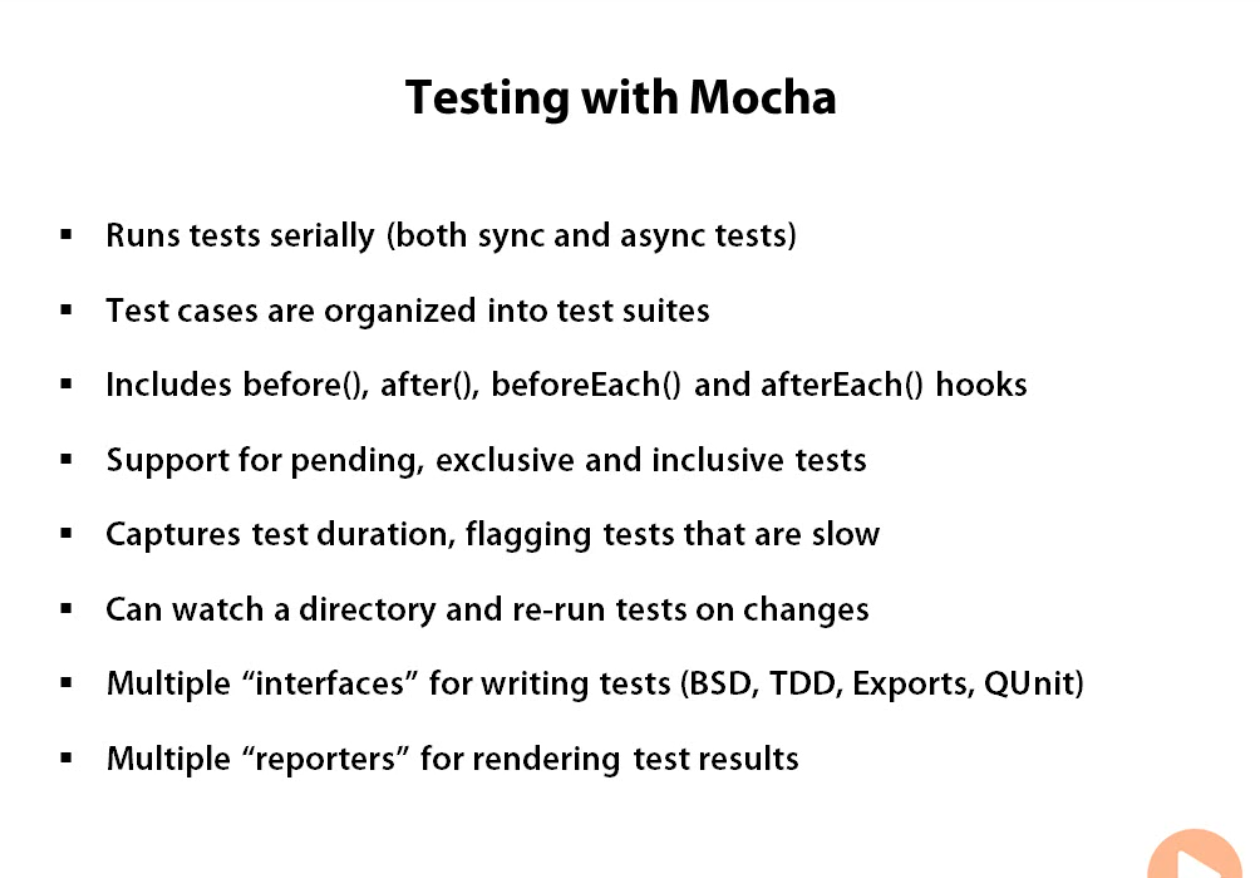 Testing with Mocha
▪ Runs tests serially (both sync and async tests)
▪ Test cases are organized into test suites
▪ Includes before(), after(), beforeEach() and afterEach() hooks
▪ Support for pending, exclusive and inclusive tests
▪ Captures test duration, flagging tests that are slow
▪ Can watch a directory and re-run tests on changes
▪ Multiple “interfaces” for writing tests (BSD, TDD, Exports, QUnit)
▪ Multiple “reporters” for rendering test results